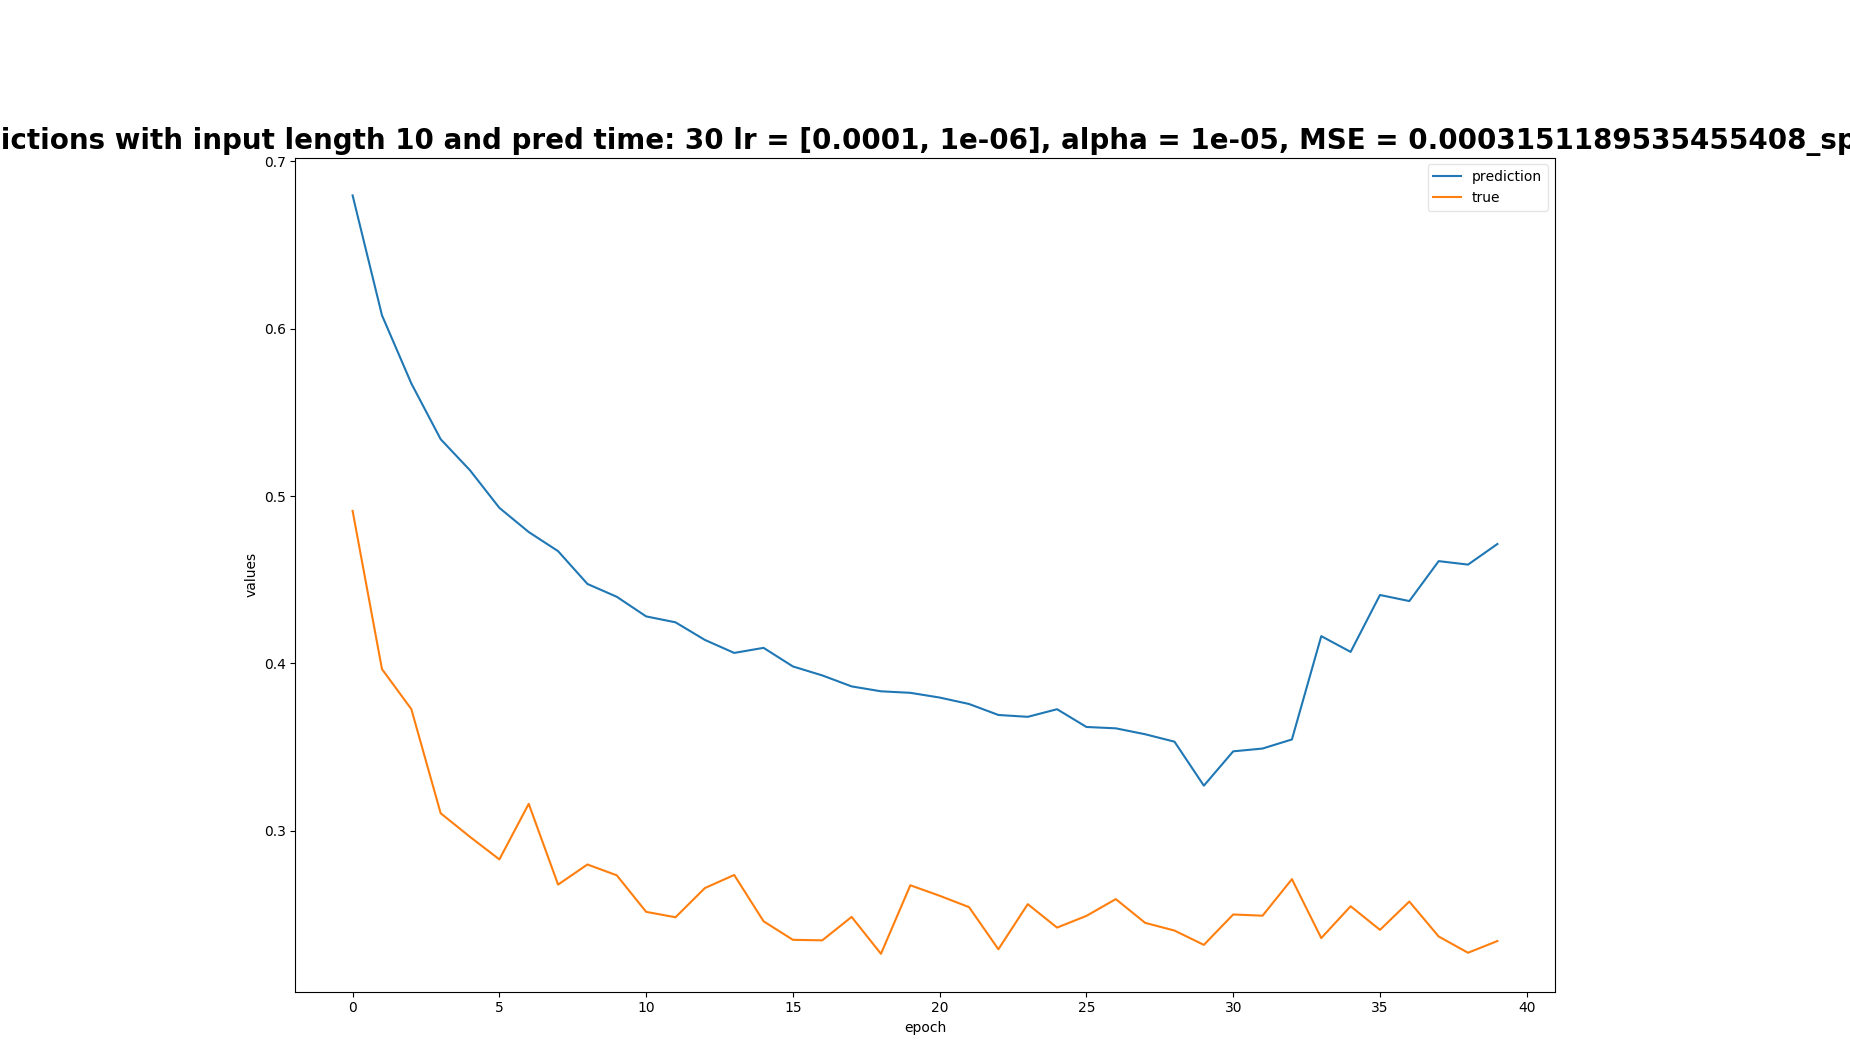 ictions with input length 10 and pred time: 30 lr = [0.0001, 1e-06], alpha = 1e-05, MSE = 0.0003151189535455408_sp
0.7
prediction
true
0.6
0.5
values
0.4
0.3
0 5 10 15 20 25 30 35 40
epoch